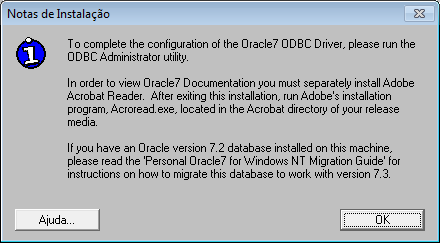 Notas de Instalação
To complete the configuration of the Oracle7 ODBC Driver, please run the
ODBC Administrator utility.
In order to view Oracle7 Documentation you must separately install Adobe
Acrobat Reader. After exiting this installation, run Adobe's installation
program, Acroread.exe, located in the Acrobat directory of your release
media.
If you have an Oracle version 7.2 database installed on this machine,
please read the 'Personal Oracle7 for Windows NT Migration Guide' for
instructions on how to migrate this database to work with version 7.3.
Ajuda...
OK